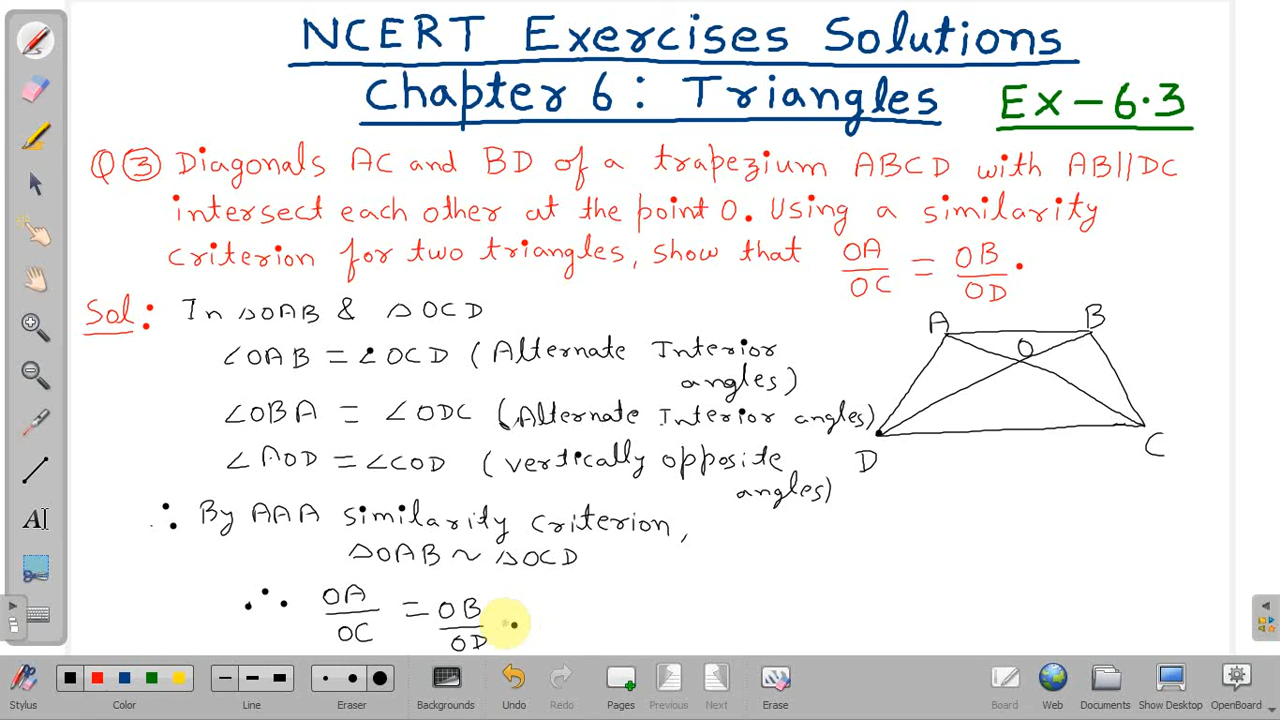 NCERT Exercises Solutions
Chapter 6 : Triangles Ex-6.3
Q ③ Diagonals AC and BD of a trapezium ABCD with AB||DC
intersect each other at the point O. Using a similarity
criterion for two triangles, show that OA/OC = OB/OD.
Sol: In △OAB & △OCD
∠OAB = ∠OCD (Alternate Interior
angles)
∠OBA = ∠ODC (Alternate Interior angles)
∠AOD = ∠COD (vertically opposite
angles)
∴ By AAA similarity criterion,
△OAB ~ △OCD
∴ OA/OC = OB/OD
A B
O
D C
Stylus Color Line Eraser Backgrounds Undo Redo Pages Previous Next Erase Board Web Documents Show Desktop OpenBoard